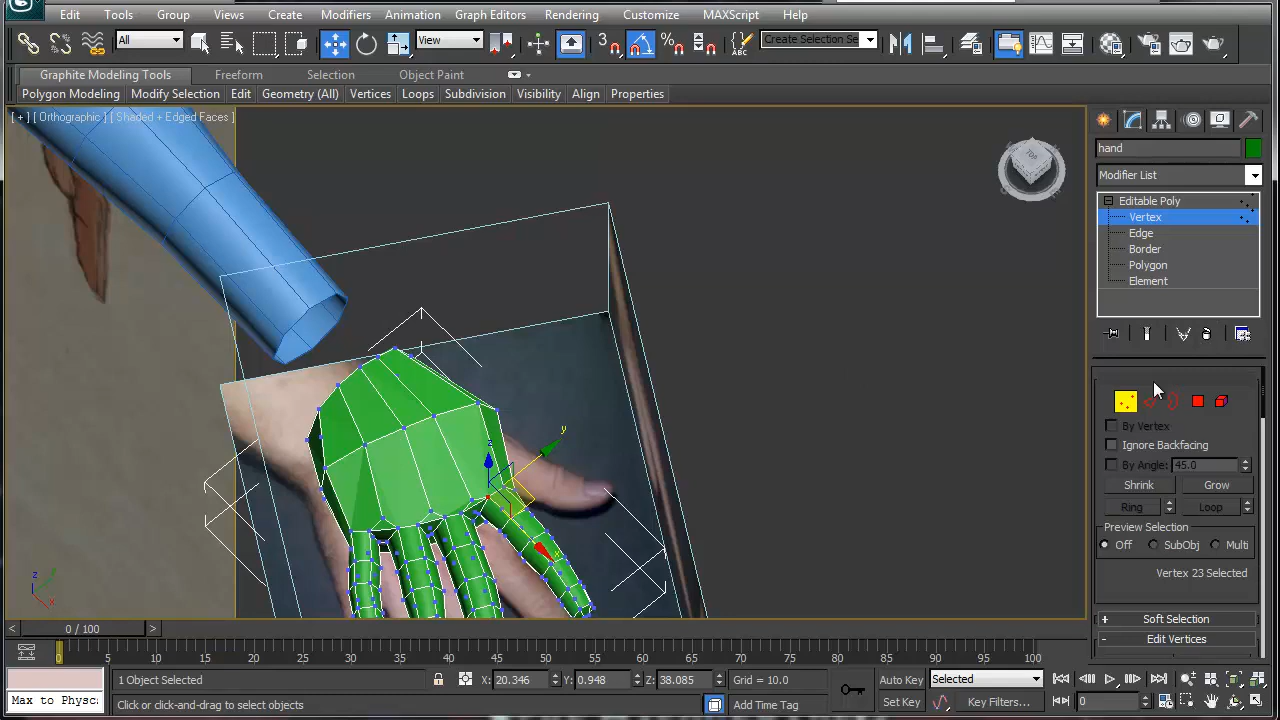 Edit Tools Group Views Create Modifiers Animation Graph Editors Rendering Customize MAXScript Help
All View 3 Create Selection Se
Graphite Modeling Tools Freeform Selection Object Paint
Polygon Modeling Modify Selection Edit Geometry (All) Vertices Loops Subdivision Visibility Align Properties
[ + ] [ Orthographic ] [ Shaded + Edged Faces ]
TOP
z
y
z
x
hand
Modifier List
Editable Poly
Vertex
Edge
Border
Polygon
Element
By Vertex
Ignore Backfacing
By Angle: 45.0
Shrink Grow
Ring Loop
Preview Selection
Off SubObj Multi
Vertex 23 Selected
+ Soft Selection
- Edit Vertices
< 0 / 100 >
0 5 10 15 20 25 30 35 40 45 50 55 60 65 70 75 80 85 90 95 100
1 Object Selected X: 20.346 Y: 0.948 Z: 38.085 Grid = 10.0 Auto Key Selected
Max to Physc: Click or click-and-drag to select objects Add Time Tag Set Key Key Filters... 0